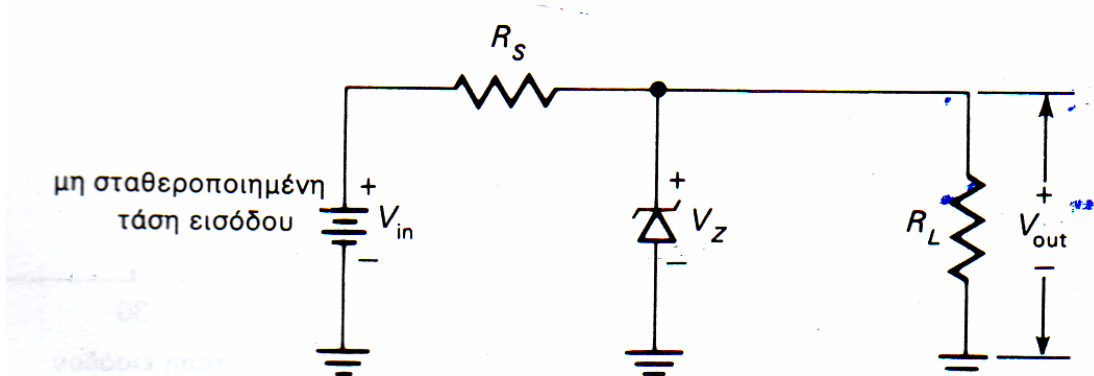 R_S
μη σταθεροποιημένη
τάση εισόδου
+
V_in
−
+
V_Z
−
R_L
+
V_out
−